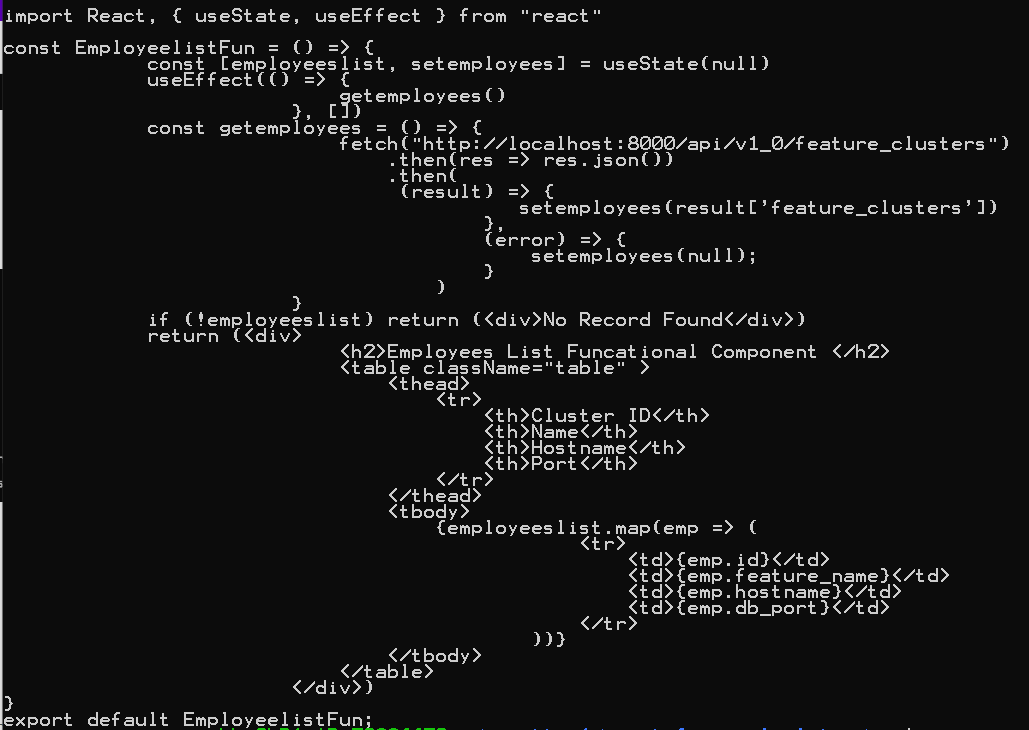 import React, { useState, useEffect } from "react"
const EmployeelistFun = () => {
const [employeeslist, setemployees] = useState(null)
useEffect(() => {
getemployees()
}, [])
const getemployees = () => {
fetch("http://localhost:8000/api/v1_0/feature_clusters")
.then(res => res.json())
.then(
(result) => {
setemployees(result['feature_clusters'])
},
(error) => {
setemployees(null);
}
)
}
if (!employeeslist) return (<div>No Record Found</div>)
return (<div>
<h2>Employees List Funcational Component </h2>
<table className="table" >
<thead>
<tr>
<th>Cluster ID</th>
<th>Name</th>
<th>Hostname</th>
<th>Port</th>
</tr>
</thead>
<tbody>
{employeeslist.map(emp => (
<tr>
<td>{emp.id}</td>
<td>{emp.feature_name}</td>
<td>{emp.hostname}</td>
<td>{emp.db_port}</td>
</tr>
))}
</tbody>
</table>
</div>)
}
export default EmployeelistFun;